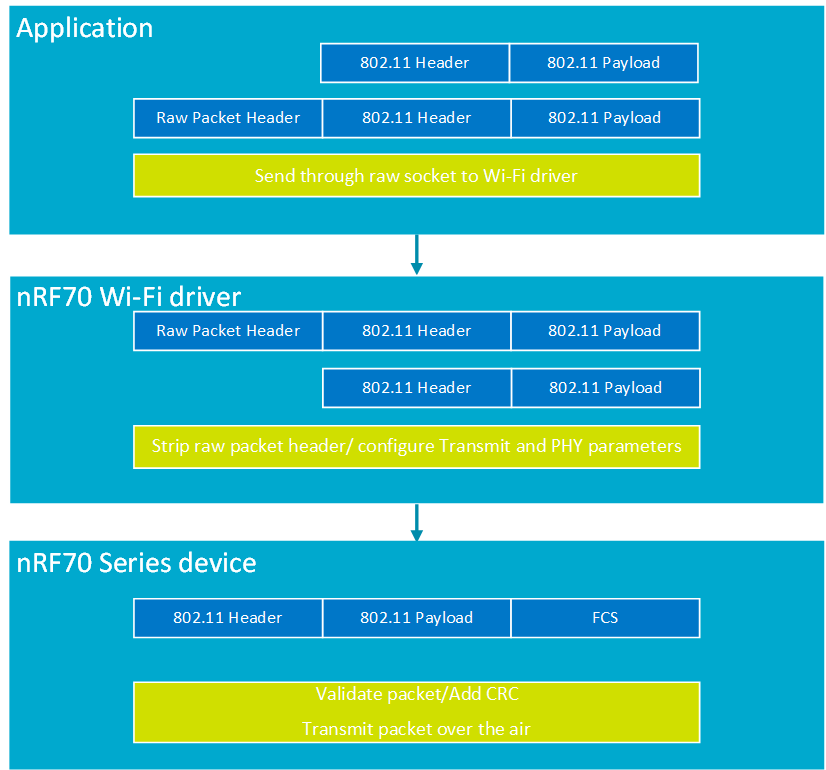 Application
802.11 Header 802.11 Payload
Raw Packet Header 802.11 Header 802.11 Payload
Send through raw socket to Wi-Fi driver
nRF70 Wi-Fi driver
Raw Packet Header 802.11 Header 802.11 Payload
802.11 Header 802.11 Payload
Strip raw packet header/ configure Transmit and PHY parameters
nRF70 Series device
802.11 Header 802.11 Payload FCS
Validate packet/Add CRC
Transmit packet over the air